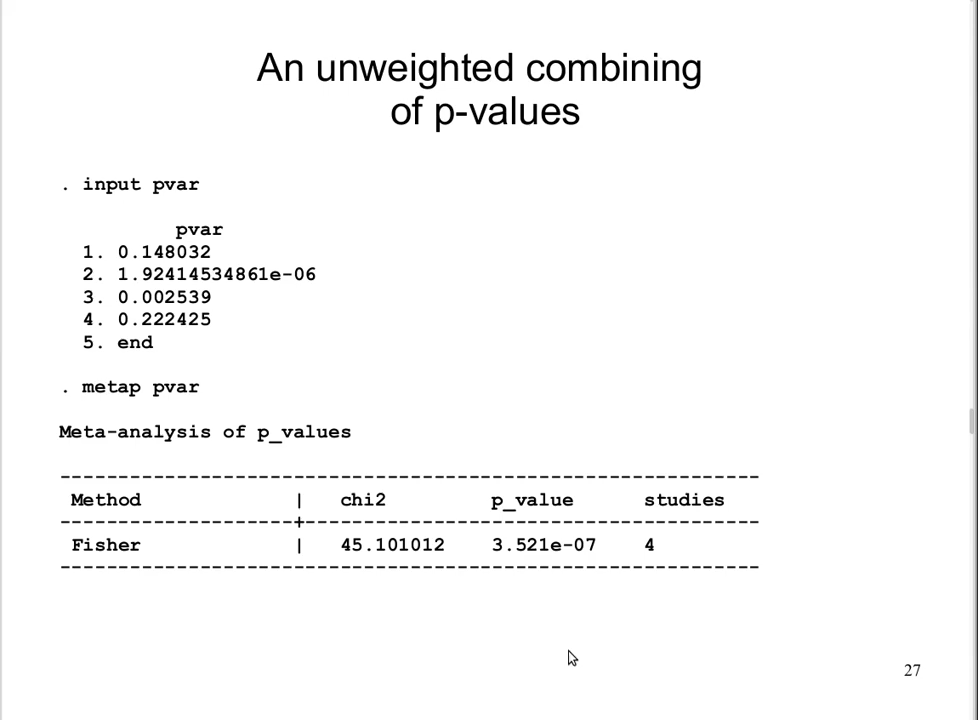 An unweighted combining
of p-values
. input pvar
pvar
1. 0.148032
2. 1.92414534861e-06
3. 0.002539
4. 0.222425
5. end
. metap pvar
Meta-analysis of p_values
------------------------------------------------------------
Method | chi2 p_value studies
--------------------+---------------------------------------
Fisher | 45.101012 3.521e-07 4
------------------------------------------------------------
27